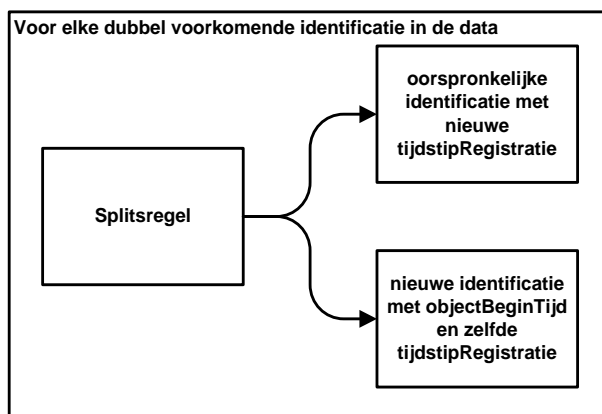 Voor elke dubbel voorkomende identificatie in de data
oorspronkelijke
identificatie met
nieuwe
tijdstipRegistratie
Splitsregel
nieuwe identificatie
met objectBeginTijd
en zelfde
tijdstipRegistratie